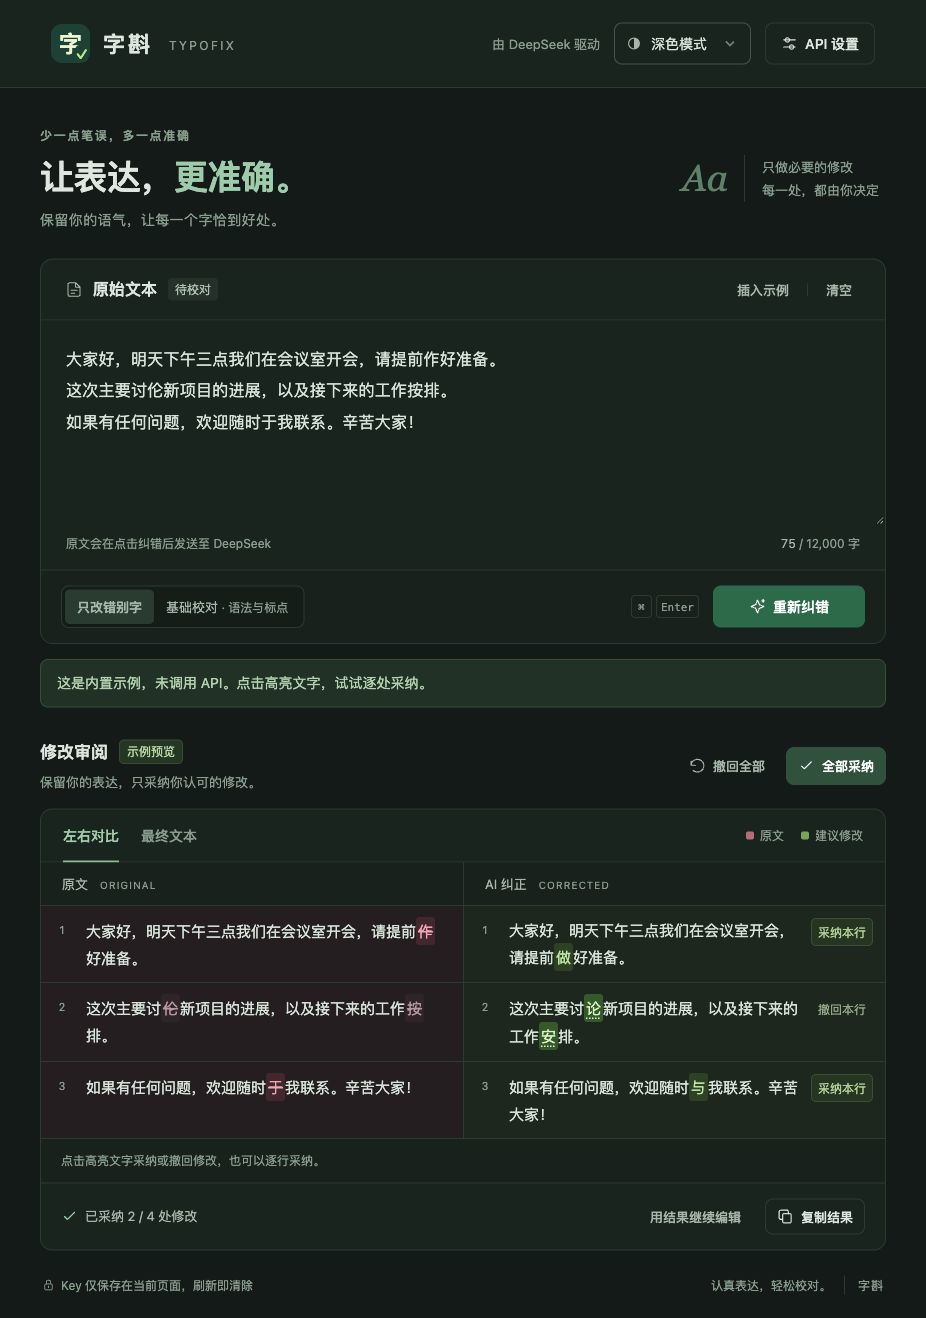 字 字斟 TYPOFIX
由 DeepSeek 驱动 深色模式 API 设置
少一点笔误，多一点准确
让表达，更准确。
保留你的语气，让每一个字恰到好处。
Aa
只做必要的修改
每一处，都由你决定
原始文本 待校对 插入示例 清空
大家好，明天下午三点我们在会议室开会，请提前作好准备。
这次主要讨伦新项目的进展，以及接下来的工作按排。
如果有任何问题，欢迎随时于我联系。辛苦大家！
原文会在点击纠错后发送至 DeepSeek 75 / 12,000 字
只改错别字 基础校对 · 语法与标点 ⌘ Enter 重新纠错
这是内置示例，未调用 API。点击高亮文字，试试逐处采纳。
修改审阅 示例预览
保留你的表达，只采纳你认可的修改。
撤回全部 全部采纳
左右对比 最终文本 原文 建议修改
原文 ORIGINAL
AI 纠正 CORRECTED
1 大家好，明天下午三点我们在会议室开会，请提前作
好准备。
1 大家好，明天下午三点我们在会议室开会，
请提前做好准备。
采纳本行
2 这次主要讨伦新项目的进展，以及接下来的工作按
排。
2 这次主要讨论新项目的进展，以及接下来的
工作安排。
撤回本行
3 如果有任何问题，欢迎随时于我联系。辛苦大家！
3 如果有任何问题，欢迎随时与我联系。辛苦
大家！
采纳本行
点击高亮文字采纳或撤回修改，也可以逐行采纳。
已采纳 2 / 4 处修改 用结果继续编辑 复制结果
Key 仅保存在当前页面，刷新即清除 认真表达，轻松校对。 字斟